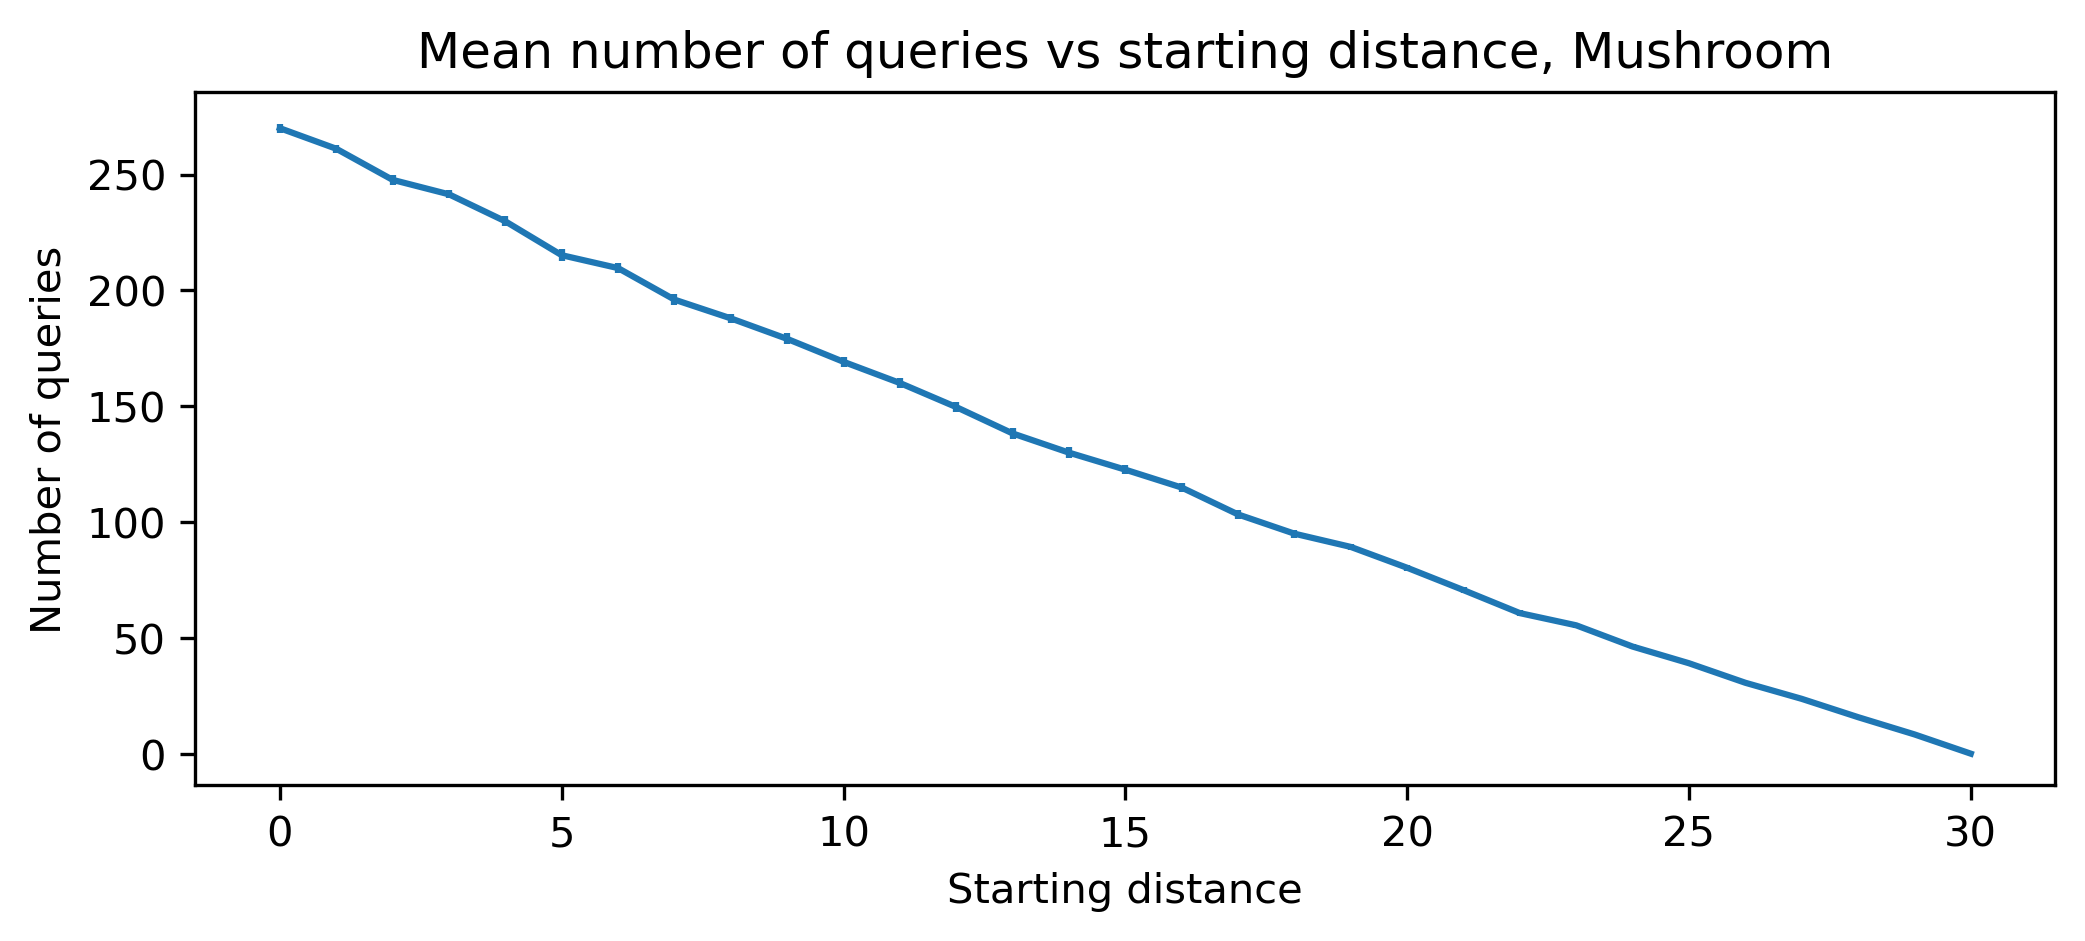 Mean number of queries vs starting distance, Mushroom
Number of queries
250
200
150
100
50
0
0 5 10 15 20 25 30
Starting distance